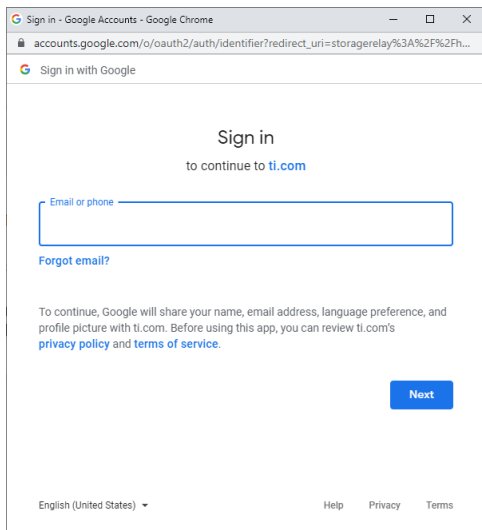 Sign in - Google Accounts - Google Chrome
accounts.google.com/o/oauth2/auth/identifier?redirect_uri=storagerelay%3A%2F%2Fh...
Sign in with Google
Sign in
to continue to ti.com
Email or phone
Forgot email?
To continue, Google will share your name, email address, language preference, and
profile picture with ti.com. Before using this app, you can review ti.com's
privacy policy and terms of service.
Next
English (United States)
Help Privacy Terms